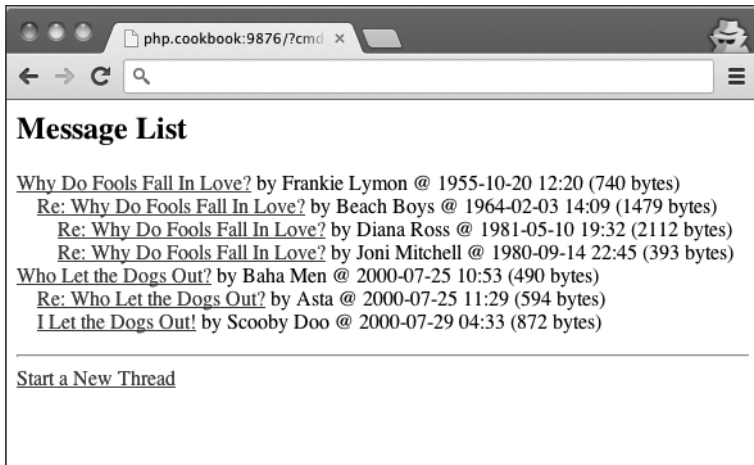 php.cookbook:9876/?cmd
Message List
Why Do Fools Fall In Love? by Frankie Lymon @ 1955-10-20 12:20 (740 bytes)
Re: Why Do Fools Fall In Love? by Beach Boys @ 1964-02-03 14:09 (1479 bytes)
Re: Why Do Fools Fall In Love? by Diana Ross @ 1981-05-10 19:32 (2112 bytes)
Re: Why Do Fools Fall In Love? by Joni Mitchell @ 1980-09-14 22:45 (393 bytes)
Who Let the Dogs Out? by Baha Men @ 2000-07-25 10:53 (490 bytes)
Re: Who Let the Dogs Out? by Asta @ 2000-07-25 11:29 (594 bytes)
I Let the Dogs Out! by Scooby Doo @ 2000-07-29 04:33 (872 bytes)
Start a New Thread